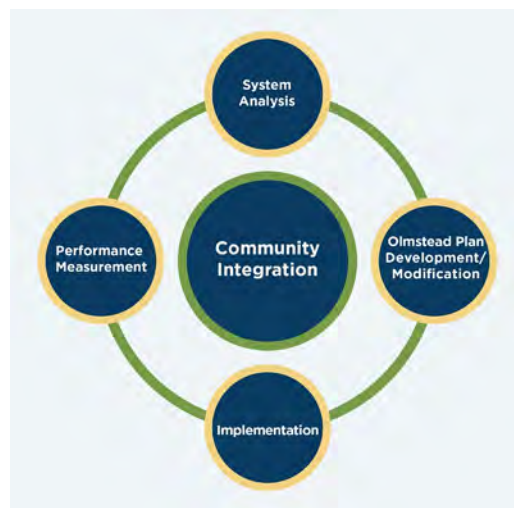 System
Analysis
Performance
Measurement
Community
Integration
Olmstead Plan
Development/
Modification
Implementation